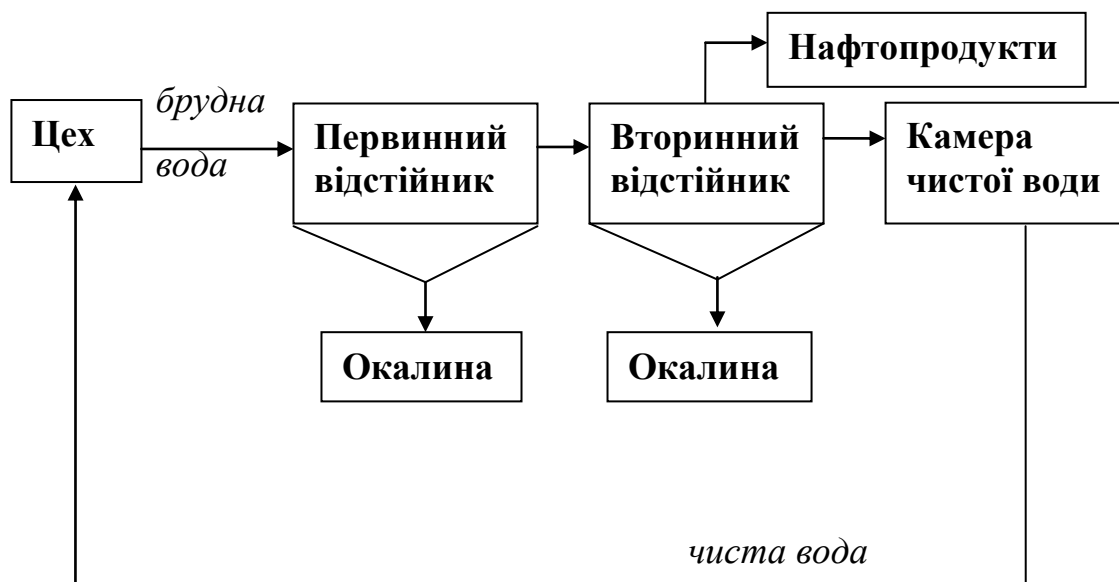 Нафтопродукти
брудна
Цех
вода
Первинний
відстійник
Вторинний
відстійник
Камера
чистої води
Окалина
Окалина
чиста вода